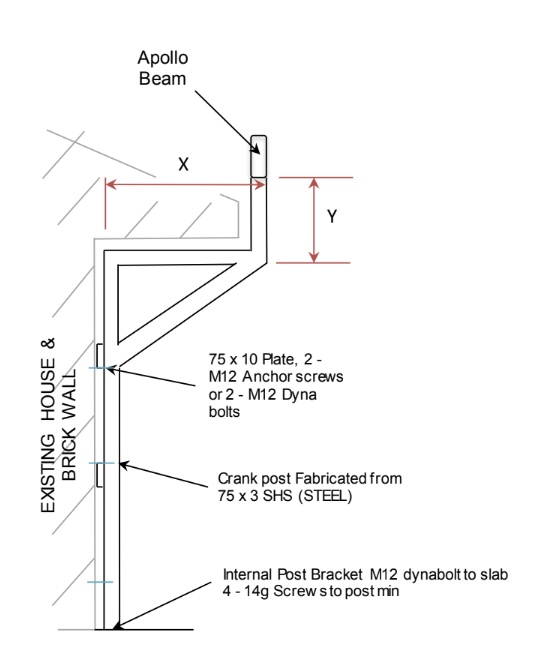 Apollo
Beam
X
Y
EXISTING HOUSE &
BRICK WALL
75 x 10 Plate, 2 -
M12 Anchor screws
or 2 - M12 Dyna
bolts
Crank post Fabricated from
75 x 3 SHS (STEEL)
Internal Post Bracket M12 dynabolt to slab
4 - 14g Screws to post min